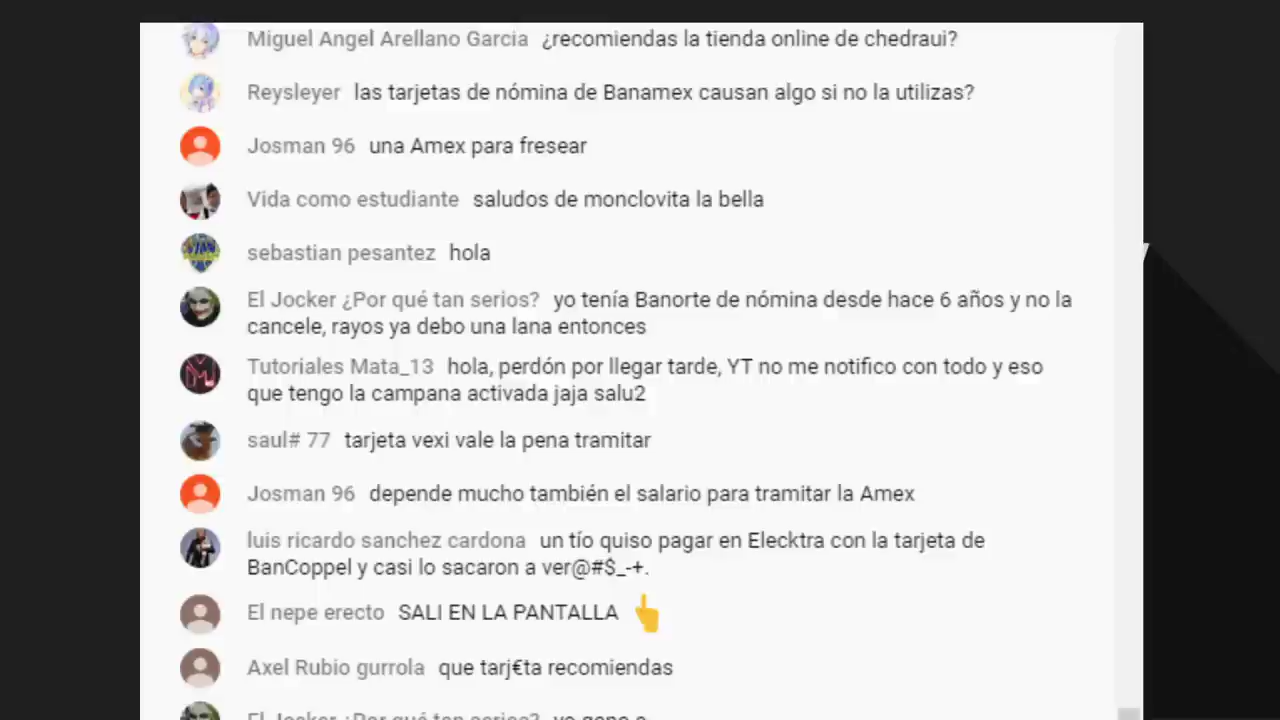 Miguel Angel Arellano Garcia ¿recomiendas la tienda online de chedraui?
Reysleyer las tarjetas de nómina de Banamex causan algo si no la utilizas?
Josman 96 una Amex para fresear
Vida como estudiante saludos de monclovita la bella
sebastian pesantez hola
El Jocker ¿Por qué tan serios? yo tenía Banorte de nómina desde hace 6 años y no la
cancele, rayos ya debo una lana entonces
Tutoriales Mata_13 hola, perdón por llegar tarde, YT no me notifico con todo y eso
que tengo la campana activada jaja salu2
saul# 77 tarjeta vexi vale la pena tramitar
Josman 96 depende mucho también el salario para tramitar la Amex
luis ricardo sanchez cardona un tío quiso pagar en Elecktra con la tarjeta de
BanCoppel y casi lo sacaron a ver@#$_-+.
El nepe erecto SALI EN LA PANTALLA 👆
Axel Rubio gurrola que tarj€ta recomiendas
El Jocker ¿Por qué tan serios? yo